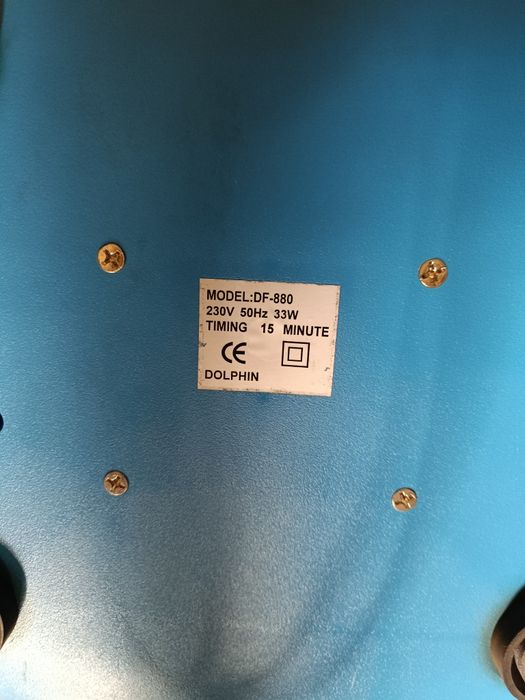 MODEL:DF-880
230V 50Hz 33W
TIMING 15 MINUTE
CE
DOLPHIN